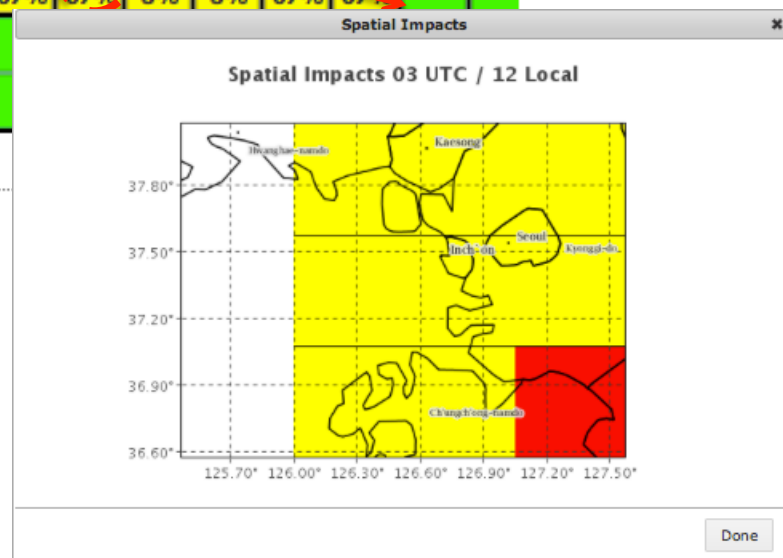 Spatial Impacts
Spatial Impacts 03 UTC / 12 Local
Hwanghae-namdo
Kaesong
37.80°
Seoul
37.50°
Inch'on
Kyonggi-do
37.20°
36.90°
Ch'ungch'ong-namdo
36.60°
125.70° 126.00° 126.30° 126.60° 126.90° 127.20° 127.50°
Done